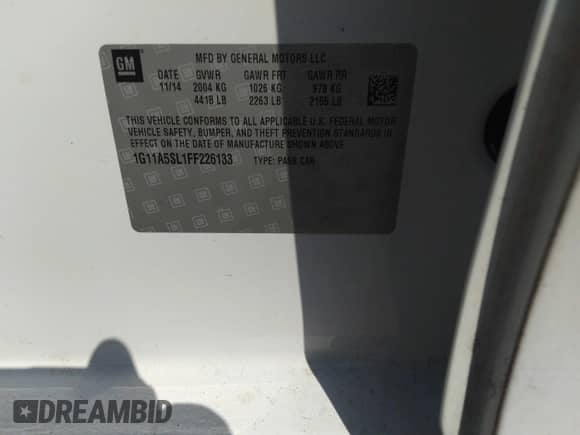 GM
MFD BY GENERAL MOTORS LLC
DATE GVWR GAWR FRT GAWR RR
11/14 2004 KG 1026 KG 978 KG
4418 LB 2263 LB 2155 LB
THIS VEHICLE CONFORMS TO ALL APPLICABLE U.S. FEDERAL MOTOR
VEHICLE SAFETY, BUMPER, AND THEFT PREVENTION STANDARDS IN
EFFECT ON THE DATE OF MANUFACTURE SHOWN ABOVE
1G11A5SL1FF226133 TYPE: PASS CAR
DREAMBID